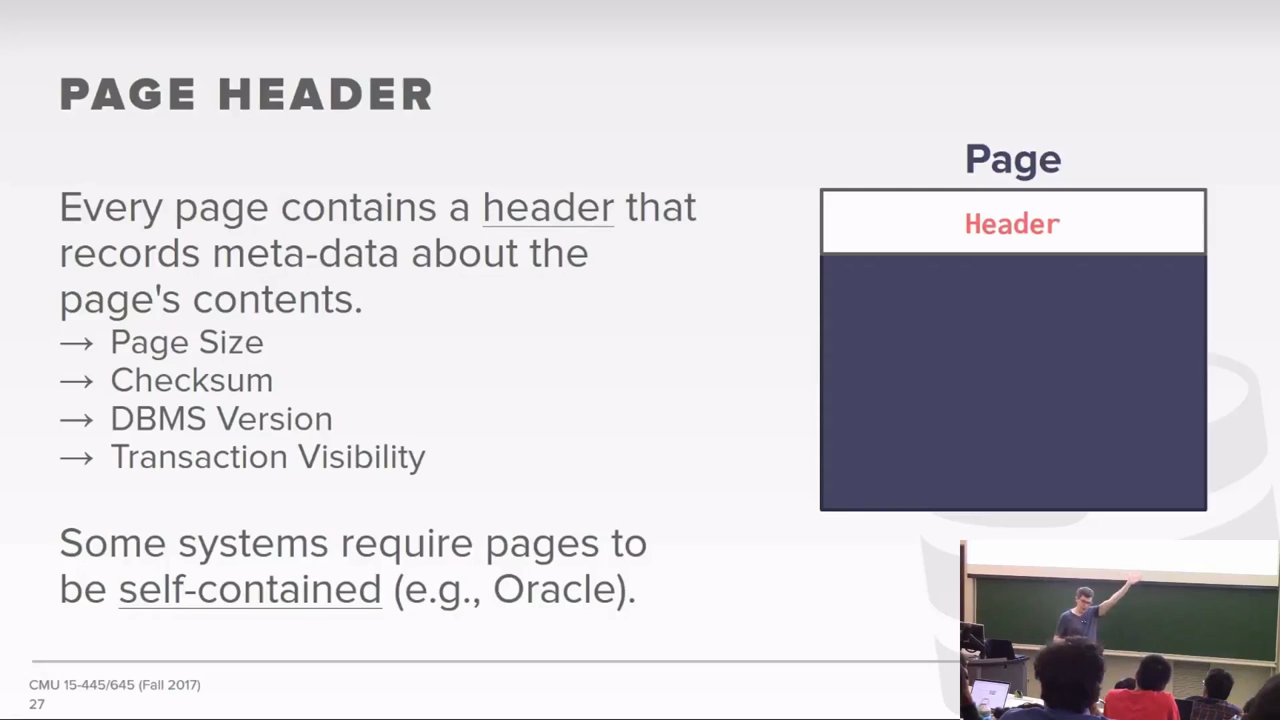 PAGE HEADER
Every page contains a header that
records meta-data about the
page's contents.
→ Page Size
→ Checksum
→ DBMS Version
→ Transaction Visibility
Some systems require pages to
be self-contained (e.g., Oracle).
Page
Header
CMU 15-445/645 (Fall 2017)
27